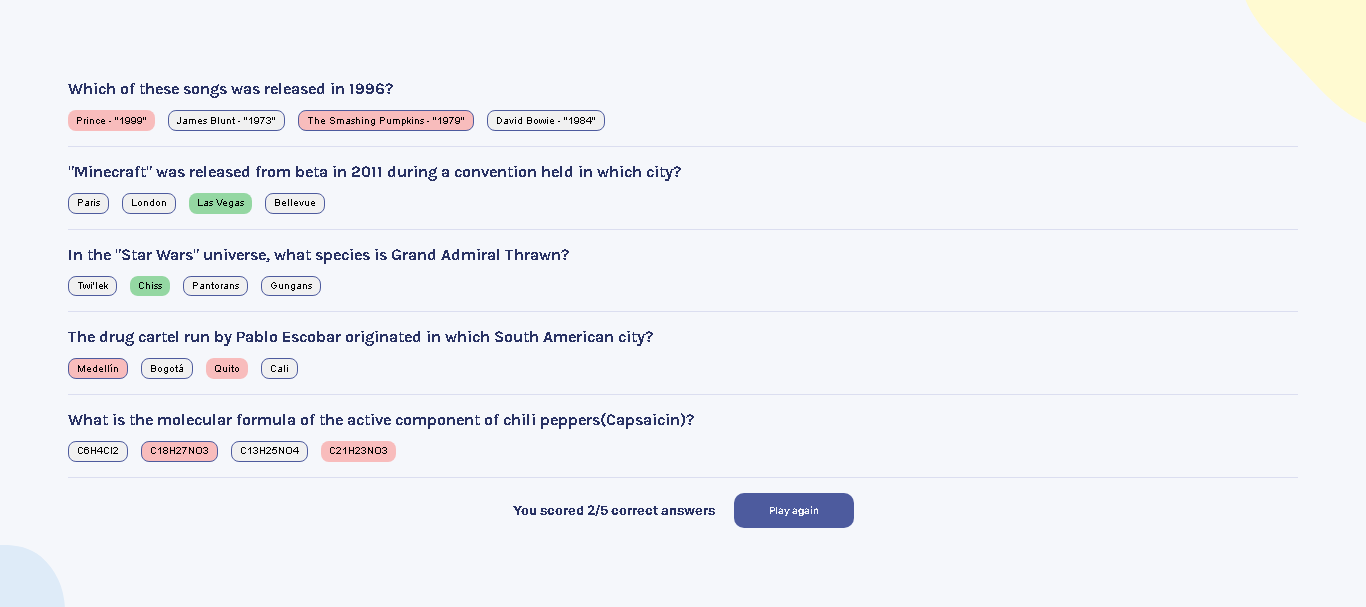 Which of these songs was released in 1996?
Prince - "1999" James Blunt - "1973" The Smashing Pumpkins - "1979" David Bowie - "1984"
"Minecraft" was released from beta in 2011 during a convention held in which city?
Paris London Las Vegas Bellevue
In the "Star Wars" universe, what species is Grand Admiral Thrawn?
Twi'lek Chiss Pantorans Gungans
The drug cartel run by Pablo Escobar originated in which South American city?
Medellín Bogotá Quito Cali
What is the molecular formula of the active component of chili peppers(Capsaicin)?
C6H4Cl2 C18H27NO3 C13H25NO4 C21H23NO3
You scored 2/5 correct answers Play again